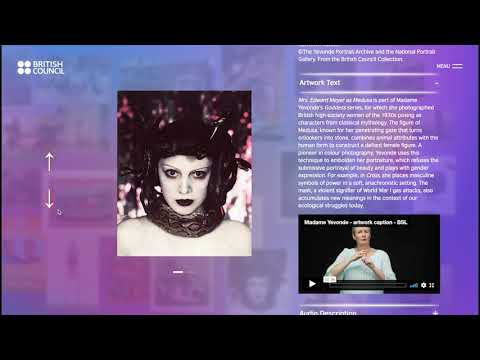 BRITISH
COUNCIL
MENU
©The Yevonde Portrait Archive and the National Portrait
Gallery. From the British Council Collection.
Artwork Text
Mrs. Edward Meyer as Medusa is part of Madame
Yevonde's Goddess series, for which she photographed
British high-society women of the 1930s posing as
characters from classical mythology. The figure of
Medusa, known for her penetrating gaze that turns
onlookers into stone, combines animal attributes with
the human form to construct a defiant female figure. A
pioneer in colour photography, Yevonde uses this
technique to embolden her portraiture, which refuses the
submissive portrayal of beauty and plays with gender
expression. For example, in Crisis, she places masculine
symbols of power in a soft, anachronistic setting. The
mask, a violent signifier of World War I gas attacks, also
accumulates new meanings in the context of our
ecological struggles today.
Madame Yevonde - artwork caption - BSL
Audio Description